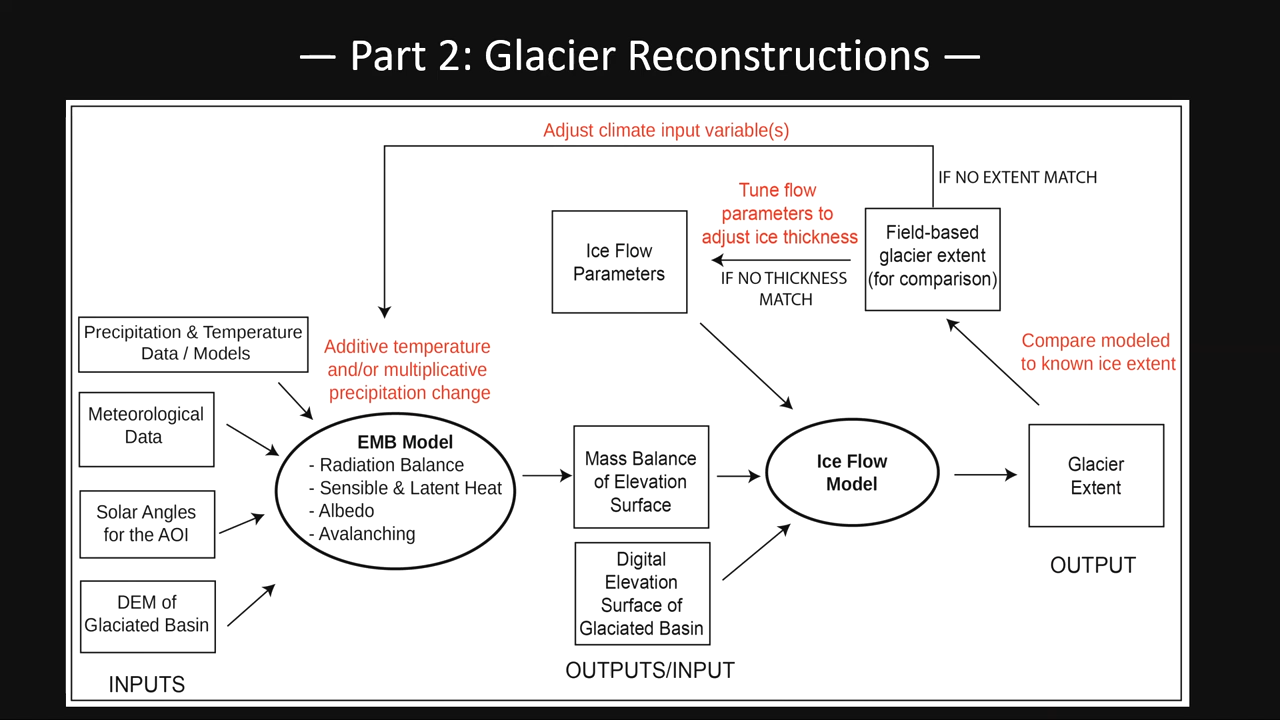 — Part 2: Glacier Reconstructions —
Adjust climate input variable(s)
IF NO EXTENT MATCH
Tune flow
parameters to
adjust ice thickness
IF NO THICKNESS
MATCH
Ice Flow
Parameters
Field-based
glacier extent
(for comparison)
Precipitation & Temperature
Data / Models
Additive temperature
and/or multiplicative
precipitation change
Compare modeled
to known ice extent
Meteorological
Data
Solar Angles
for the AOI
DEM of
Glaciated Basin
INPUTS
EMB Model
- Radiation Balance
- Sensible & Latent Heat
- Albedo
- Avalanching
Mass Balance
of Elevation
Surface
Digital
Elevation
Surface of
Glaciated Basin
OUTPUTS/INPUT
Ice Flow
Model
Glacier
Extent
OUTPUT